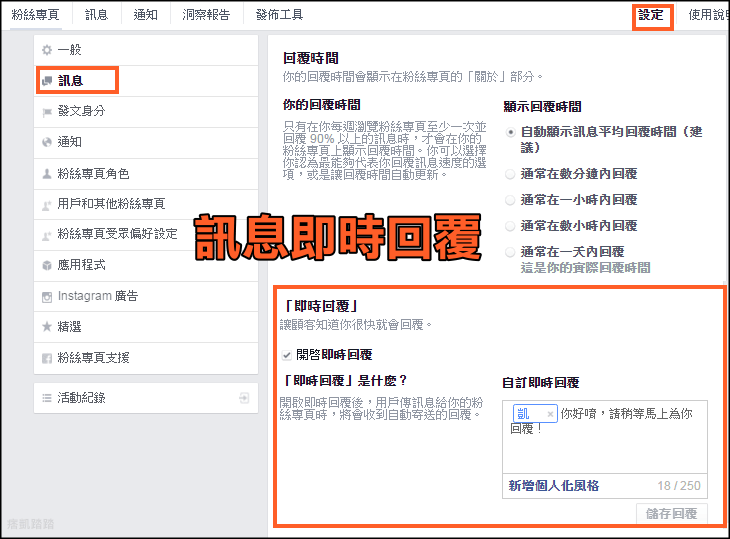 粉絲專頁 訊息 通知 洞察報告 發佈工具 設定 使用說明
一般
訊息
發文身分
通知
粉絲專頁角色
用戶和其他粉絲專頁
粉絲專頁受眾偏好設定
應用程式
Instagram 廣告
精選
粉絲專頁支援
活動紀錄
回覆時間
你的回覆時間會顯示在粉絲專頁的「關於」部分。
你的回覆時間
只有在你每週瀏覽粉絲專頁至少一次並
回覆 90% 以上的訊息時，才會在你的
粉絲專頁上顯示回覆時間。你可以選擇
你認為最能夠代表你回覆訊息速度的選
項，或是讓回覆時間自動更新。
顯示回覆時間
自動顯示訊息平均回覆時間（建
議）
通常在數分鐘內回覆
通常在一小時內回覆
通常在數小時內回覆
通常在一天內回覆
這是你的實際回覆時間
訊息即時回覆
「即時回覆」
讓顧客知道你很快就會回覆。
開啓即時回覆
「即時回覆」是什麼？
開啟即時回覆後，用戶傳訊息給你的粉
絲專頁時，將會收到自動寄送的回覆。
自訂即時回覆
凱 × 你好唷，請稍等馬上為你
回覆！
新增個人化風格 18 / 250
儲存回覆
痞凱踏踏